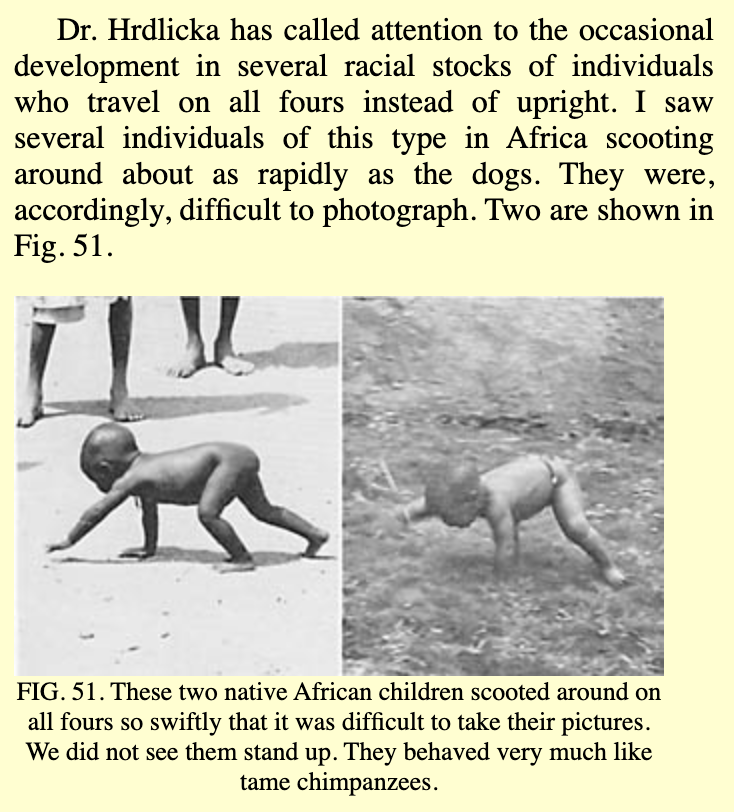 Dr. Hrdlicka has called attention to the occasional
development in several racial stocks of individuals
who travel on all fours instead of upright. I saw
several individuals of this type in Africa scooting
around about as rapidly as the dogs. They were,
accordingly, difficult to photograph. Two are shown in
Fig. 51.
FIG. 51. These two native African children scooted around on
all fours so swiftly that it was difficult to take their pictures.
We did not see them stand up. They behaved very much like
tame chimpanzees.